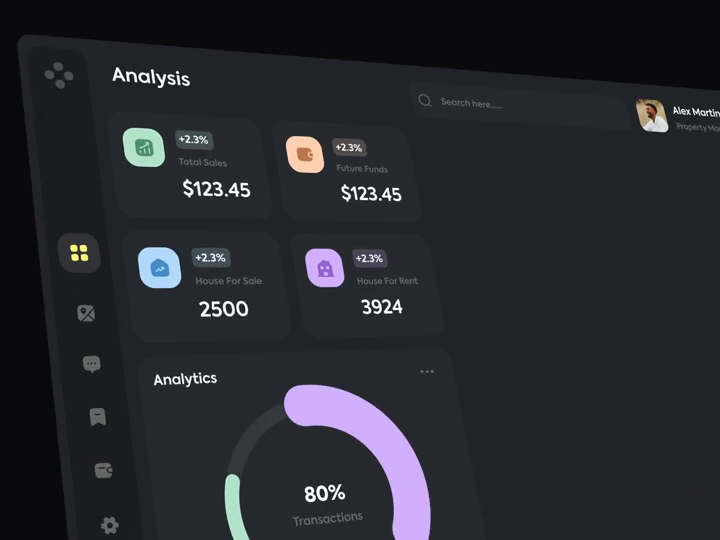 Analysis
Search here.....
Alex Martin
Property Ma
+2.3%
Total Sales
$123.45
+2.3%
Future Funds
$123.45
+2.3%
House For Sale
2500
+2.3%
House For Rent
3924
Analytics
80%
Transactions